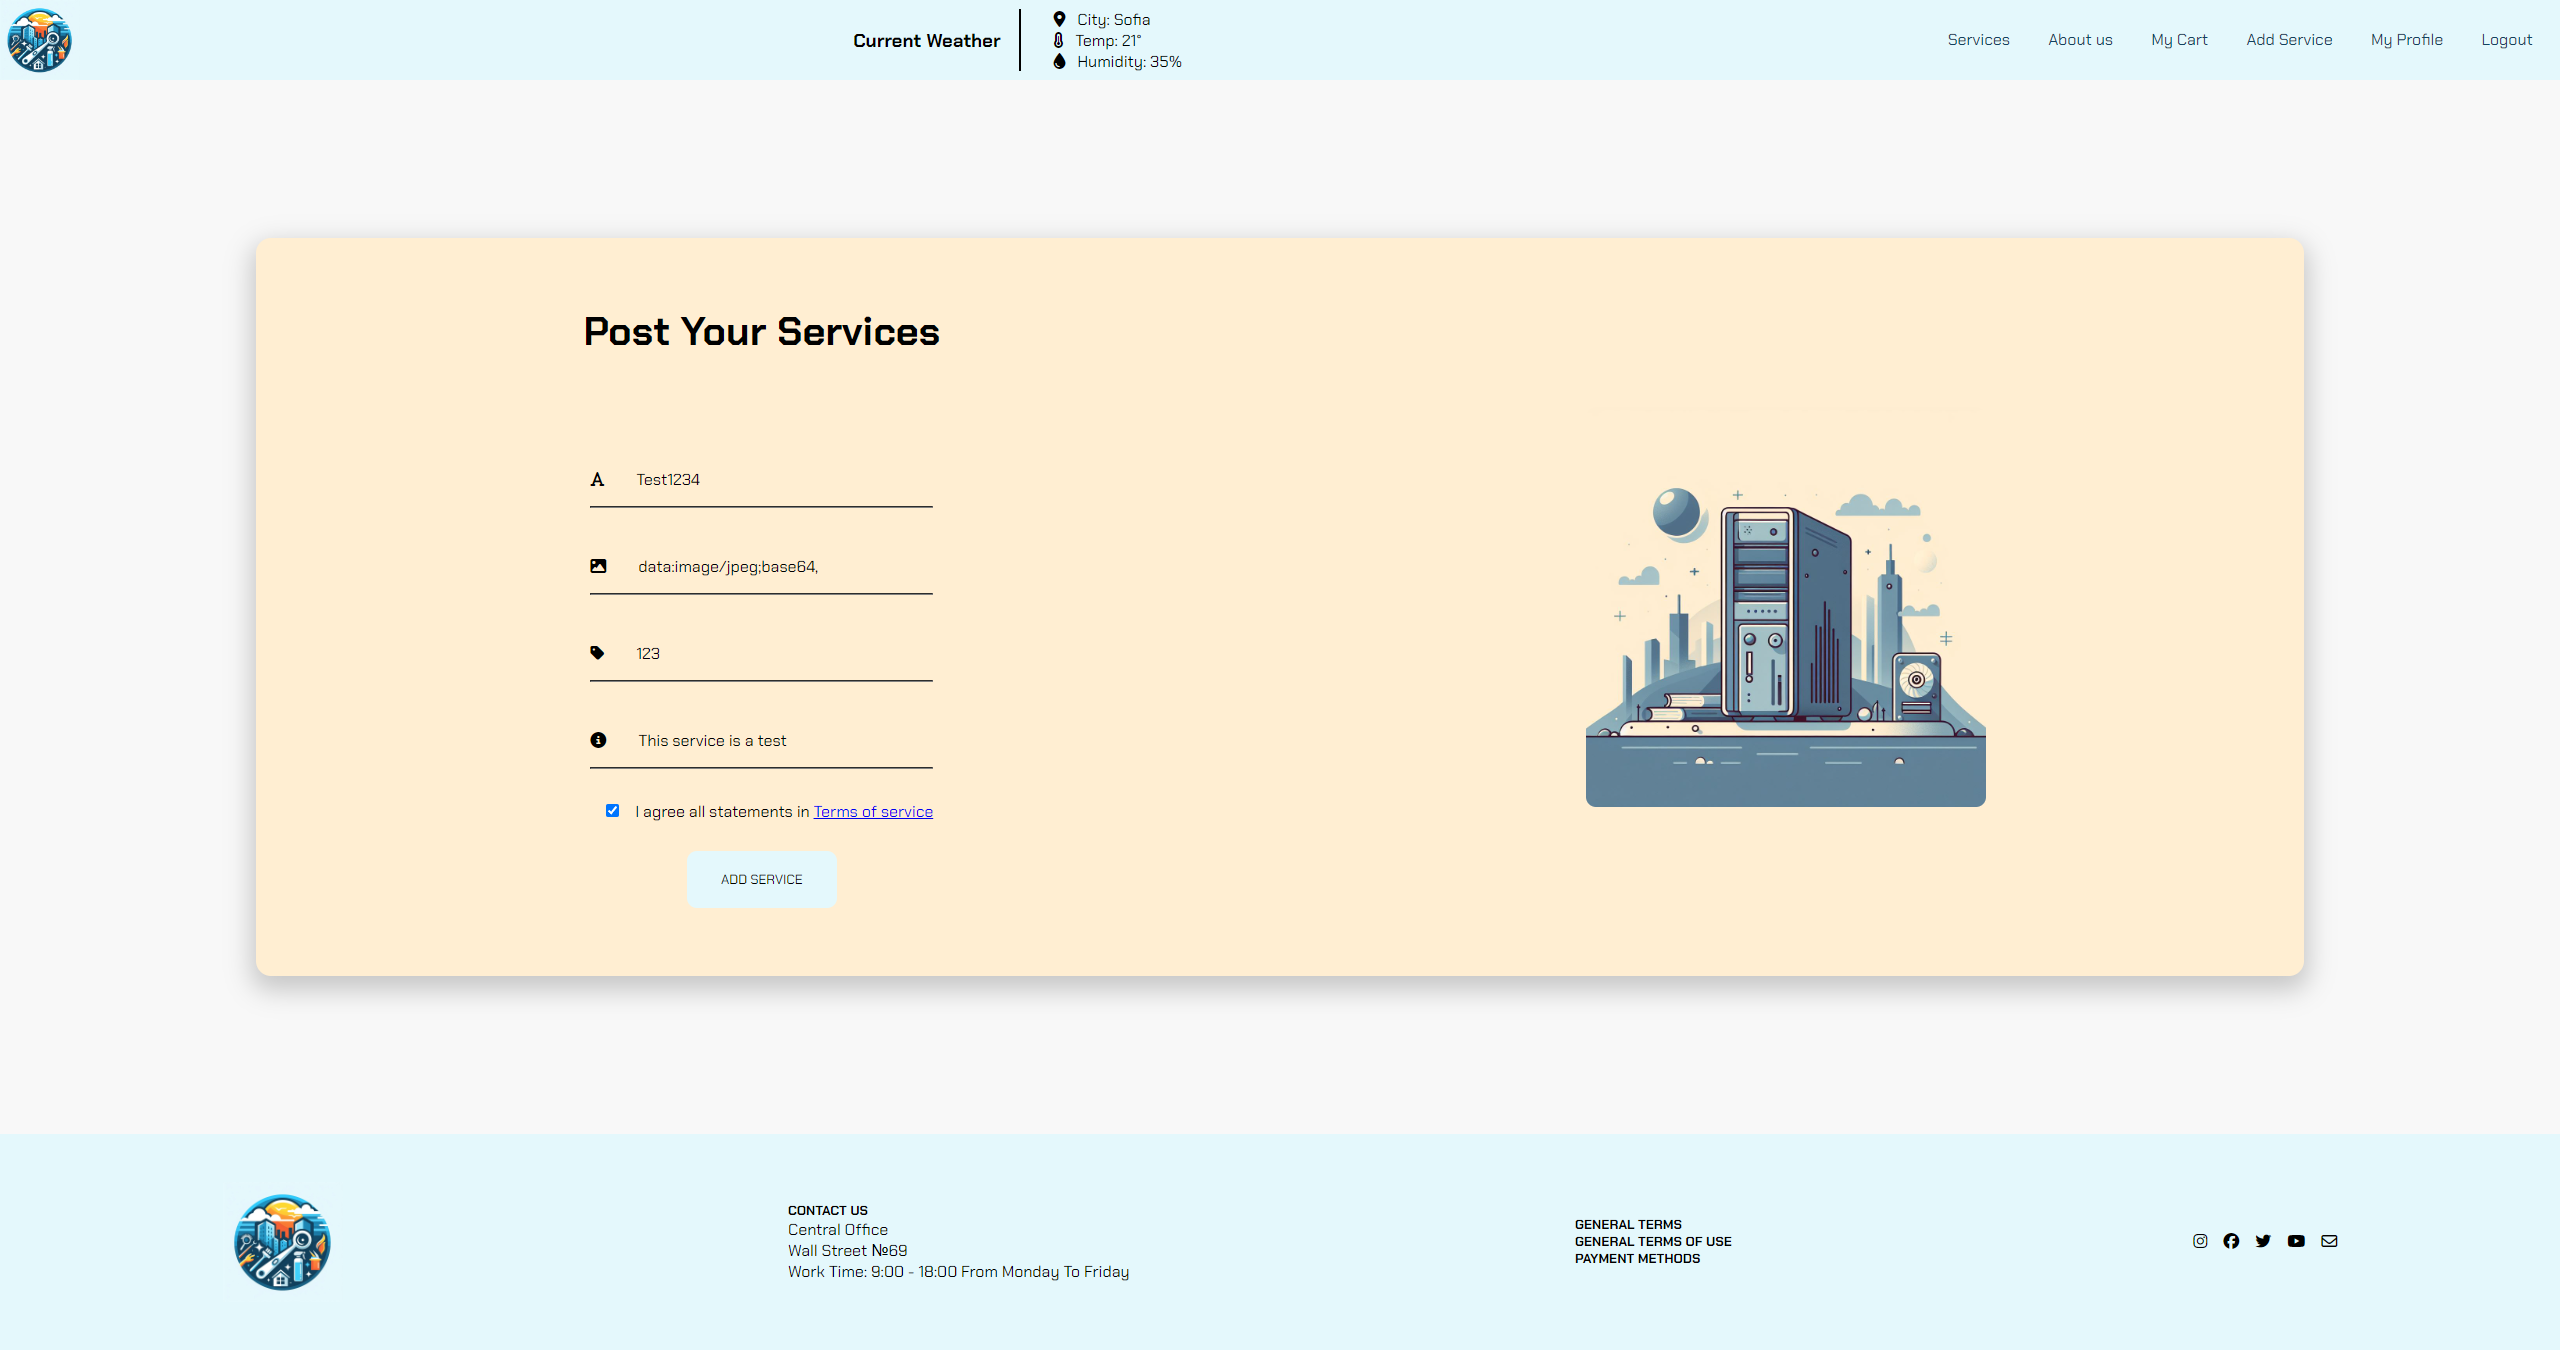 Current Weather
City: Sofia
Temp: 21°
Humidity: 35%
Services
About us
My Cart
Add Service
My Profile
Logout
Post Your Services
Test1234
data:image/jpeg;base64,
123
This service is a test
I agree all statements in Terms of service
ADD SERVICE
CONTACT US
Central Office
Wall Street №69
Work Time: 9:00 - 18:00 From Monday To Friday
GENERAL TERMS
GENERAL TERMS OF USE
PAYMENT METHODS